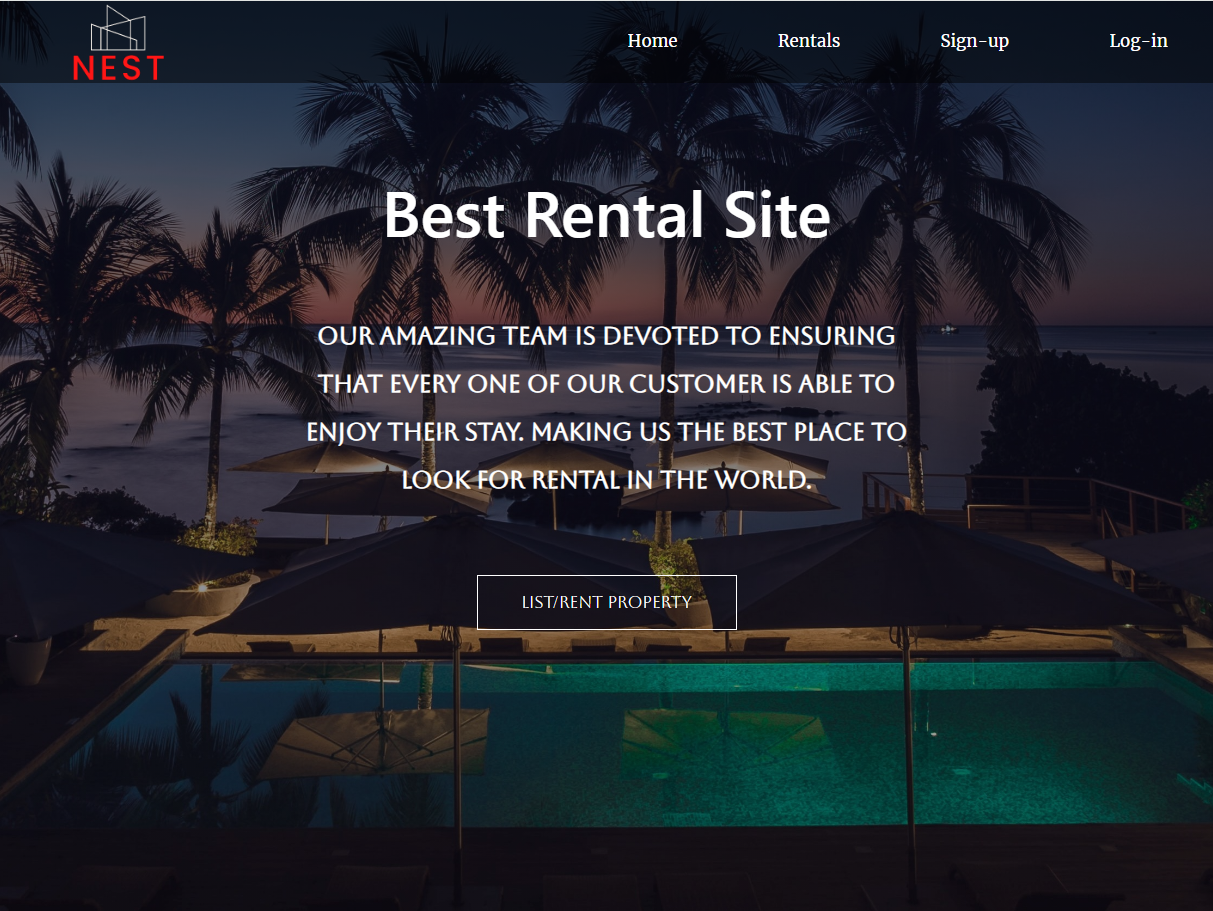 NEST
Home Rentals Sign-up Log-in
Best Rental Site
OUR AMAZING TEAM IS DEVOTED TO ENSURING
THAT EVERY ONE OF OUR CUSTOMER IS ABLE TO
ENJOY THEIR STAY. MAKING US THE BEST PLACE TO
LOOK FOR RENTAL IN THE WORLD.
LIST/RENT PROPERTY